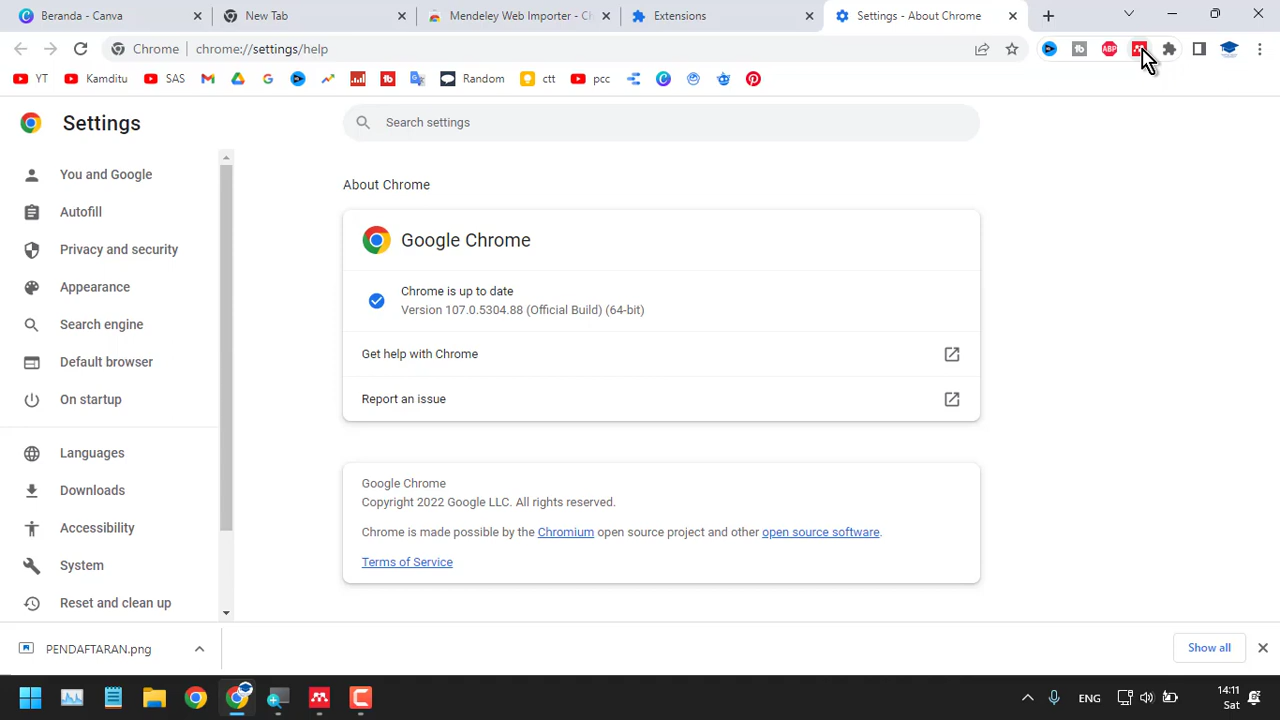 Beranda - Canva
New Tab
Mendeley Web Importer - Ch
Extensions
Settings - About Chrome
Chrome
chrome://settings/help
ABP
YT
Kamditu
SAS
Random
ctt
pcc
Settings
Search settings
You and Google
Autofill
Privacy and security
Appearance
Search engine
Default browser
On startup
Languages
Downloads
Accessibility
System
Reset and clean up
About Chrome
Google Chrome
Chrome is up to date
Version 107.0.5304.88 (Official Build) (64-bit)
Get help with Chrome
Report an issue
Google Chrome
Copyright 2022 Google LLC. All rights reserved.
Chrome is made possible by the Chromium open source project and other open source software.
Terms of Service
PENDAFTARAN.png
Show all
ENG
14:11
Sat